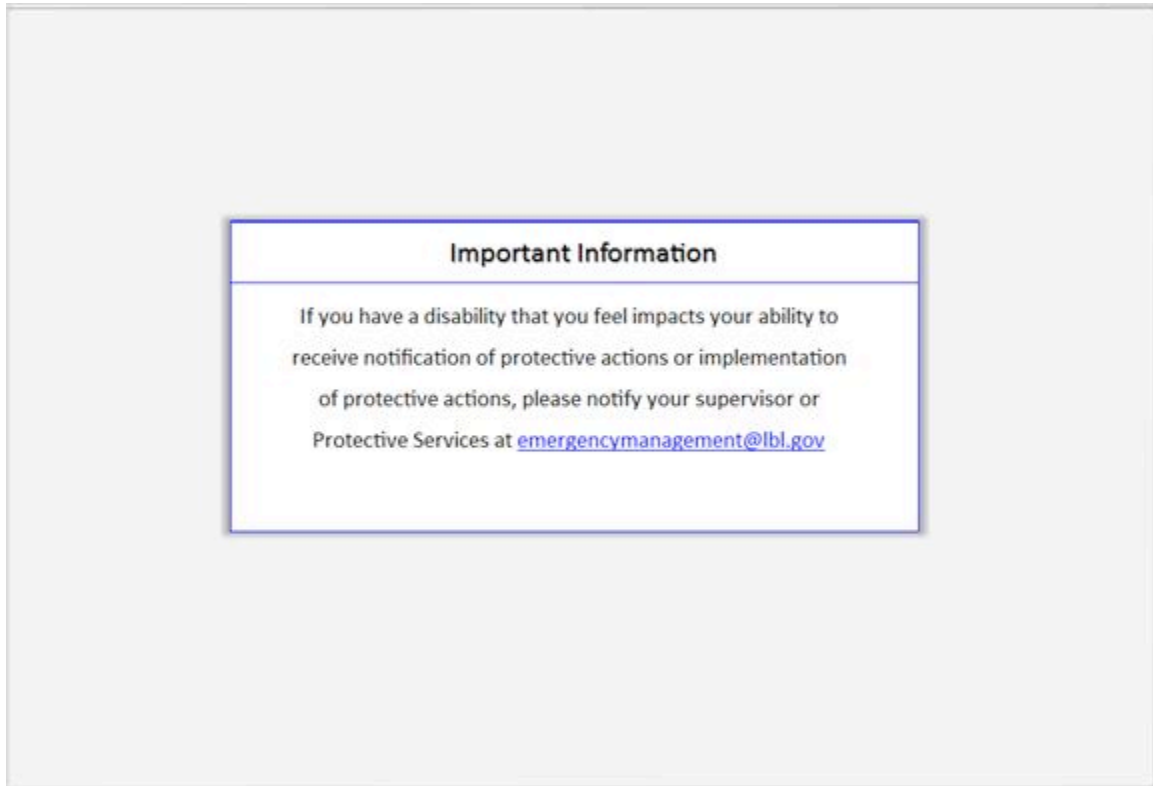 Important Information
If you have a disability that you feel impacts your ability to
receive notification of protective actions or implementation
of protective actions, please notify your supervisor or
Protective Services at emergencymanagement@lbl.gov